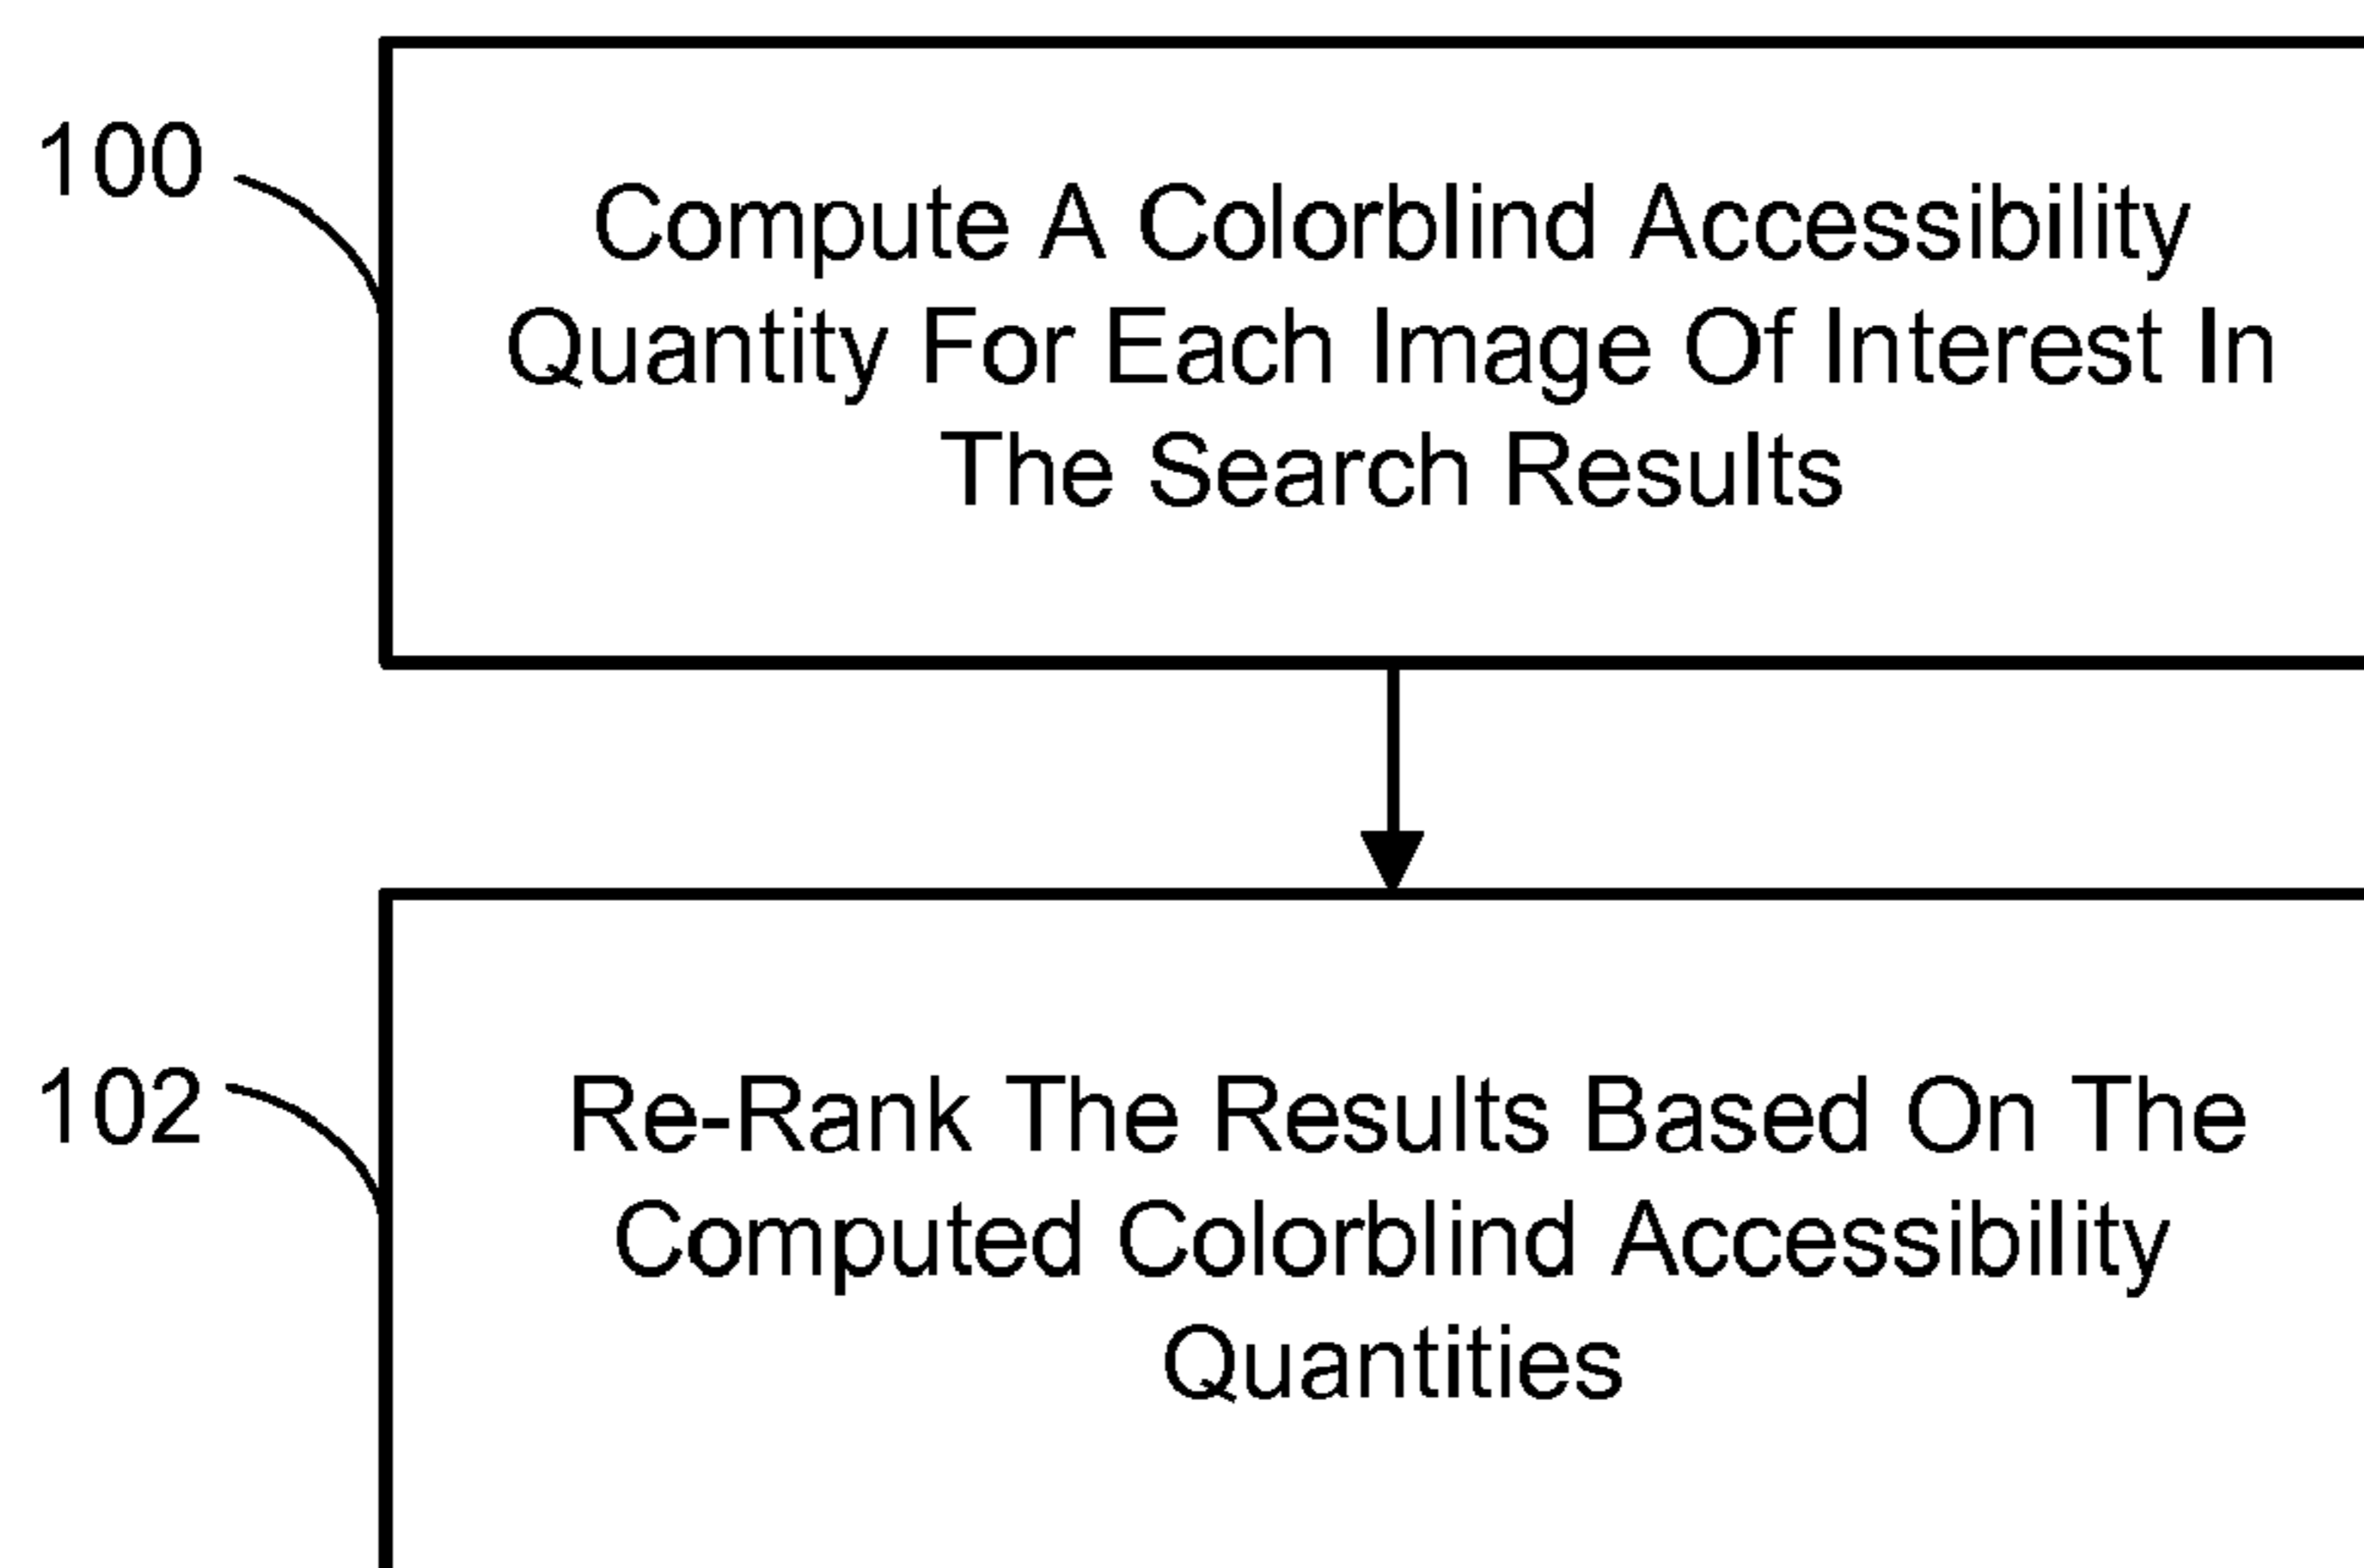 100
Compute A Colorblind Accessibility
Quantity For Each Image Of Interest In
The Search Results
102
Re-Rank The Results Based On The
Computed Colorblind Accessibility
Quantities